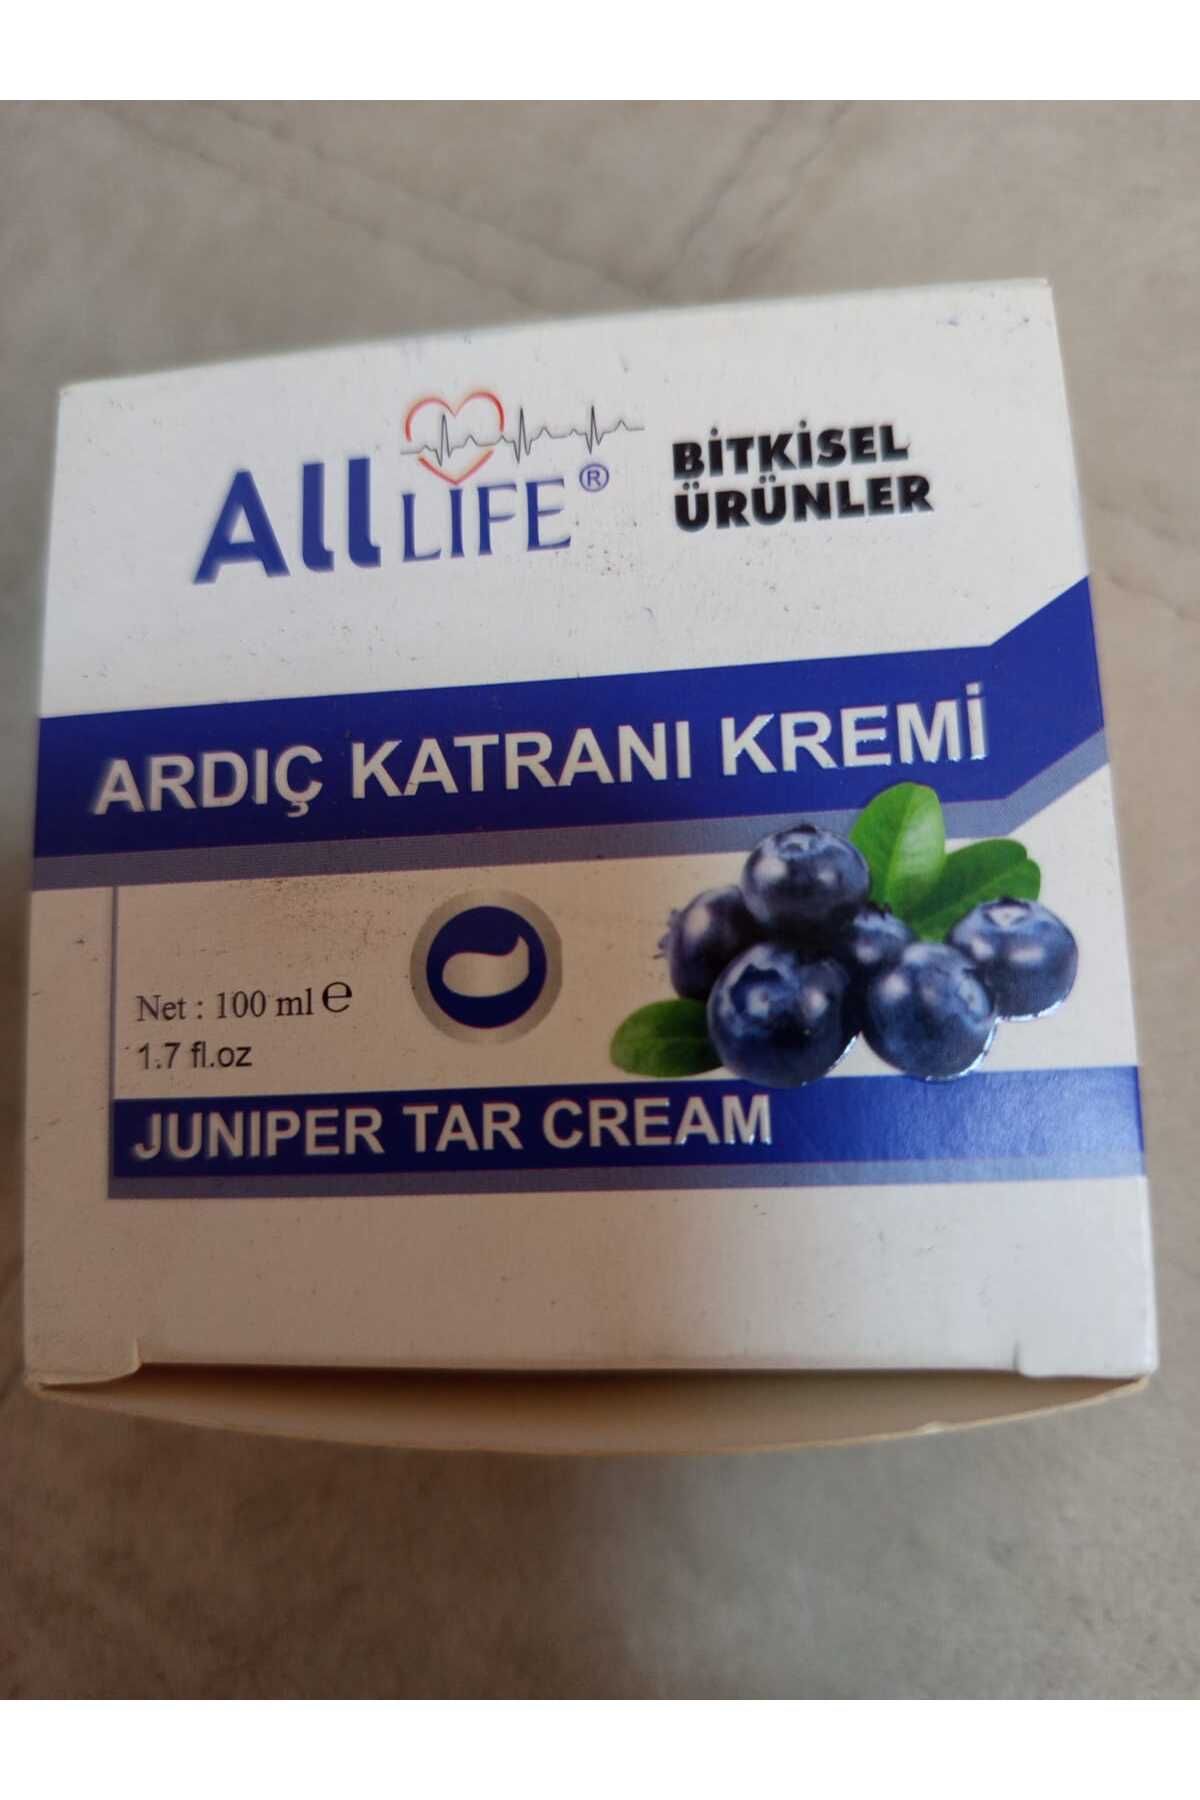 All LIFE ®
BİTKİSEL
ÜRÜNLER
ARDIÇ KATRANI KREMİ
Net : 100 ml ℮
1.7 fl.oz
JUNIPER TAR CREAM